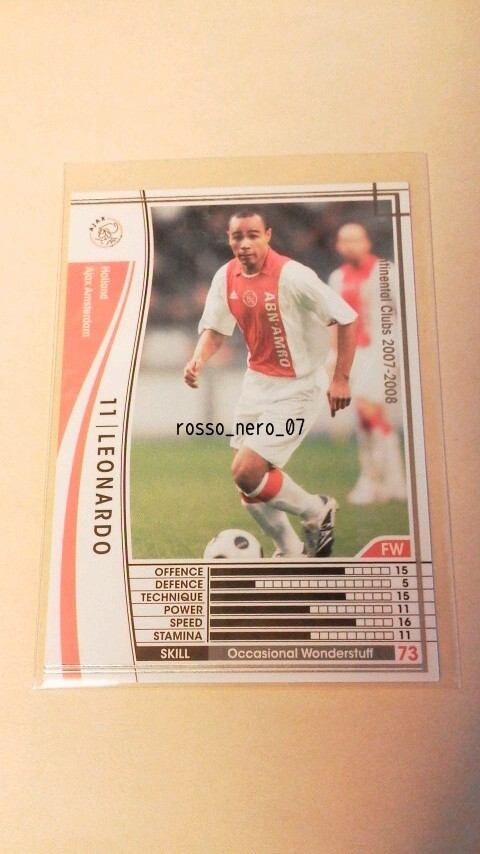 AJAX
Holland
Ajax Amsterdam
11 | LEONARDO
ABN·AMRO
ntinental Clubs 2007-2008
rosso_nero_07
FW
OFFENCE 15
DEFENCE 5
TECHNIQUE 15
POWER 11
SPEED 16
STAMINA 11
SKILL Occasional Wonderstuff 73